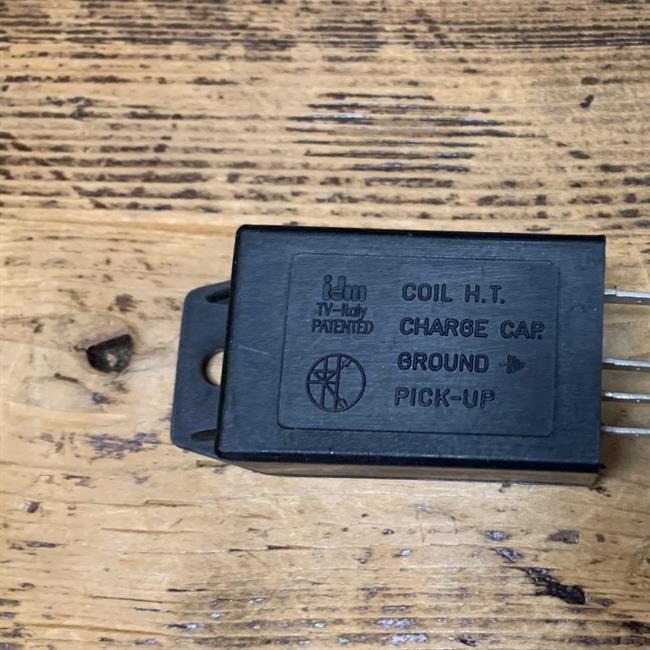 idm
TV-Italy
PATENTED
COIL H.T.
CHARGE CAP.
GROUND
PICK-UP